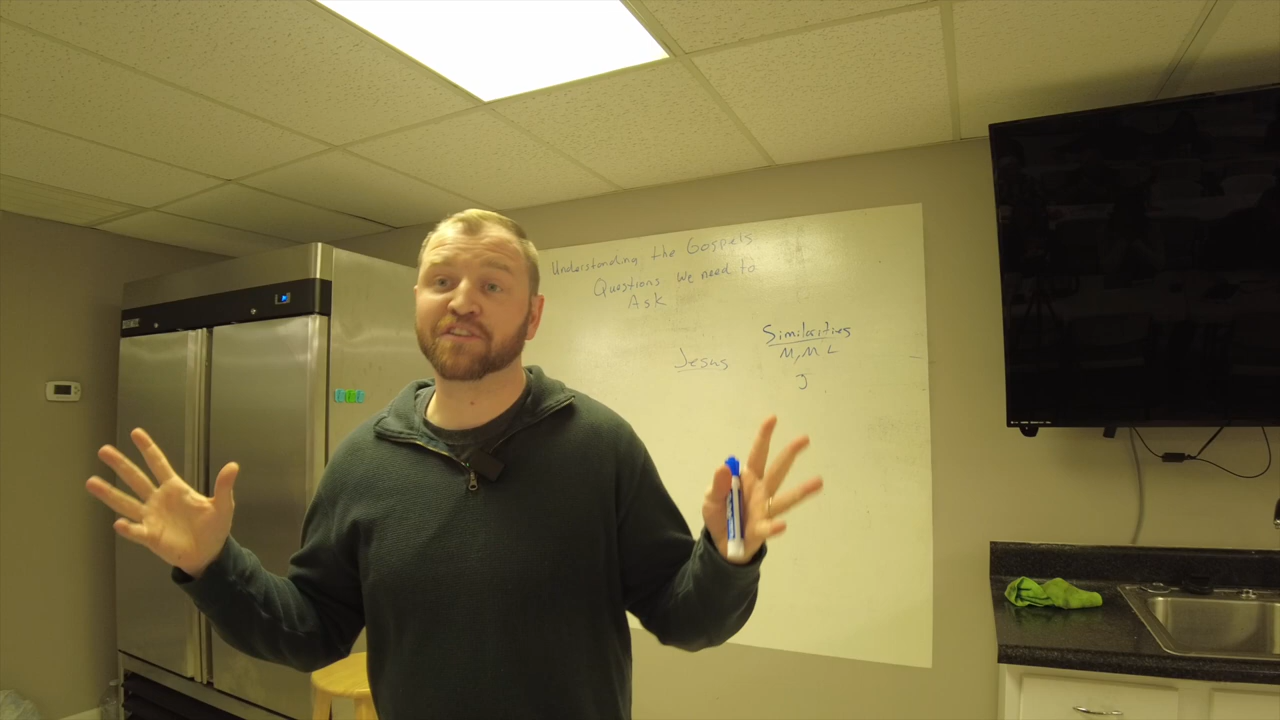 Understanding the Gospels
Questions we need to
Ask
Similarities
Jesus
M, M L
J